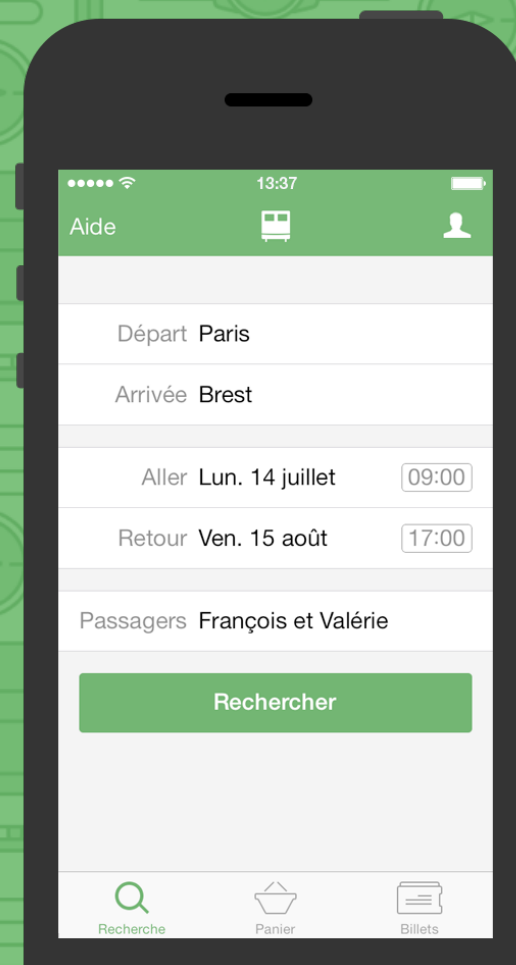 13:37
Aide
Départ Paris
Arrivée Brest
Aller Lun. 14 juillet 09:00
Retour Ven. 15 août 17:00
Passagers François et Valérie
Rechercher
Recherche Panier Billets